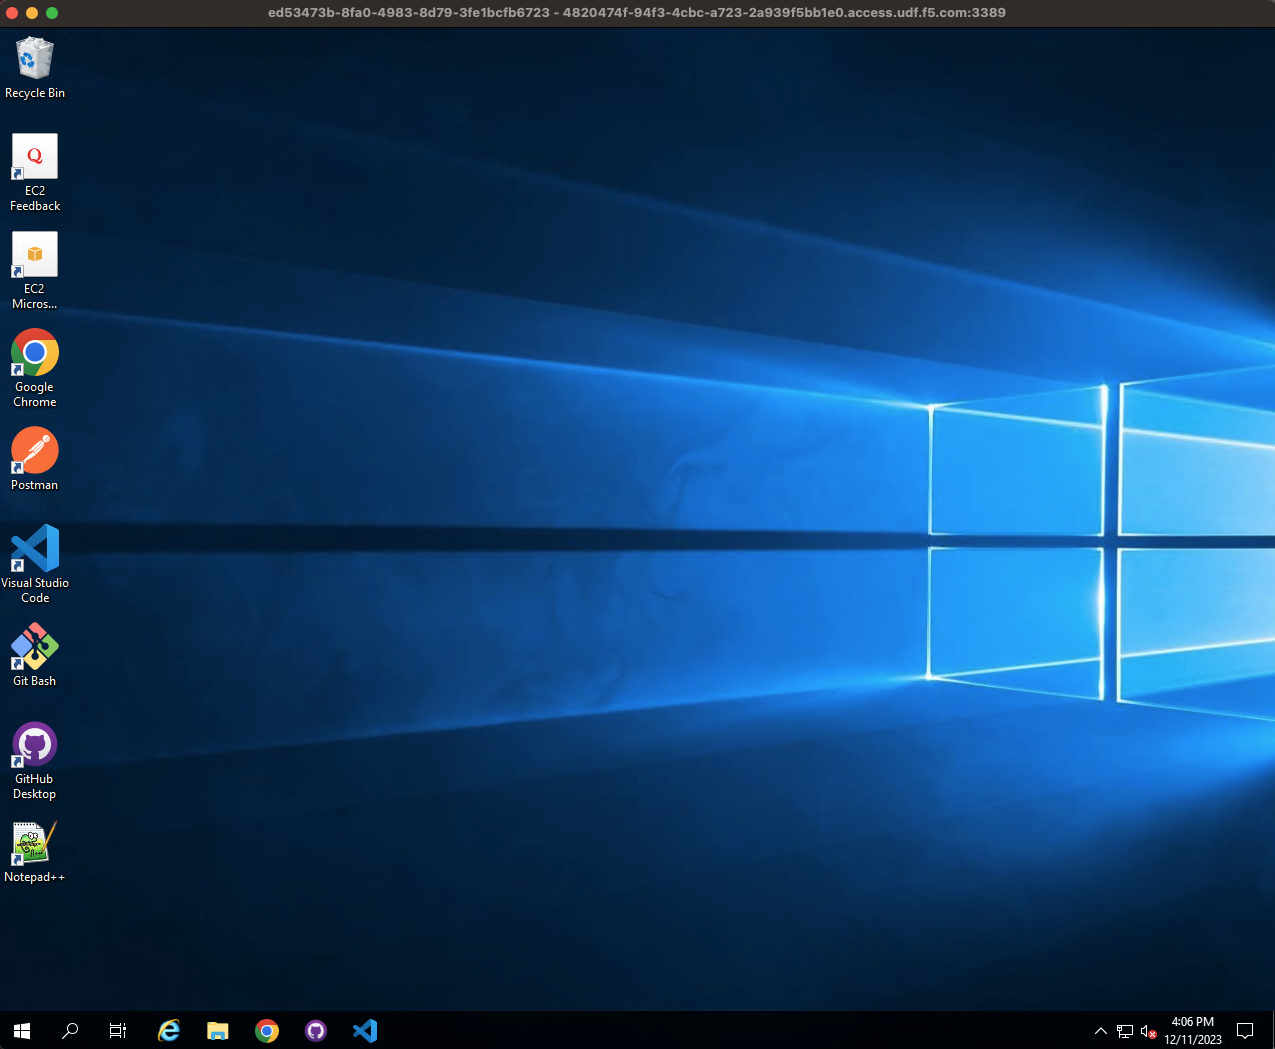 ed53473b-8fa0-4983-8d79-3fe1bcfb6723 - 4820474f-94f3-4cbc-a723-2a939f5bb1e0.access.udf.f5.com:3389
Recycle Bin
Q
EC2
Feedback
EC2
Micros...
Google
Chrome
Postman
Visual Studio
Code
Git Bash
GitHub
Desktop
Notepad++
4:06 PM
12/11/2023